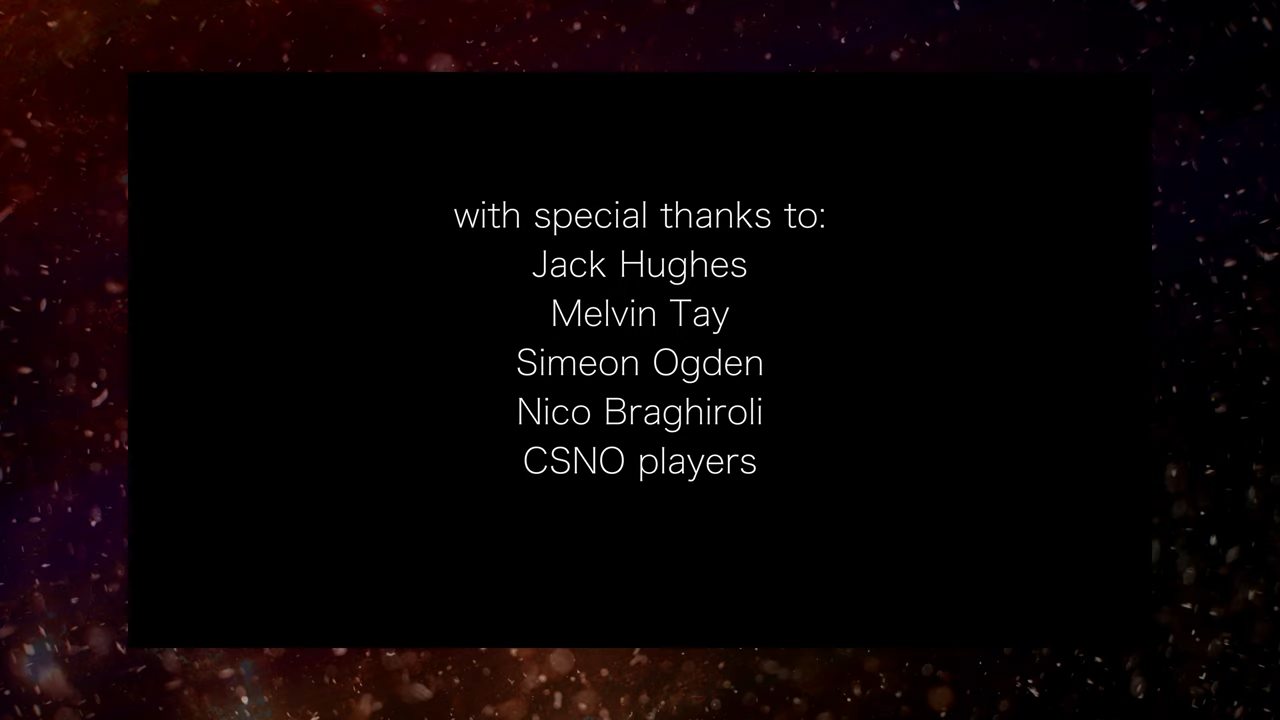 with special thanks to:
Jack Hughes
Melvin Tay
Simeon Ogden
Nico Braghiroli
CSNO players